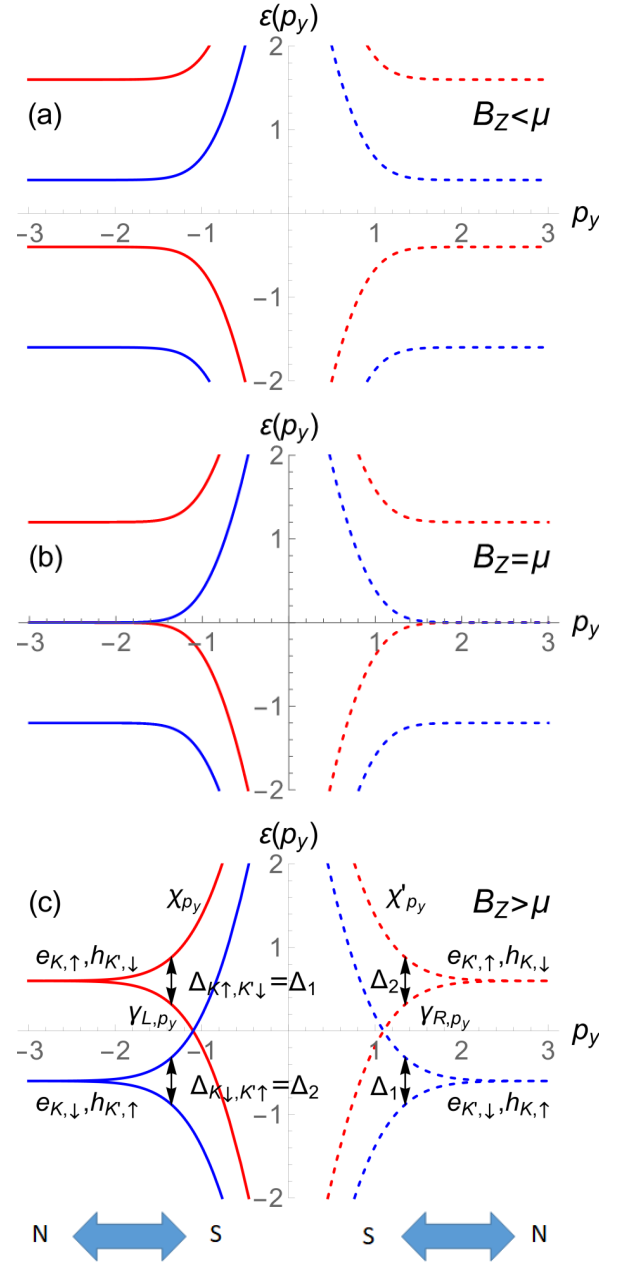 ε(p_y)
2
(a)
B_Z<μ
1
−3 −2 −1 1 2 3 p_y
−1
−2
ε(p_y)
2
(b)
B_Z=μ
1
−3 −2 −1 1 2 3 p_y
−1
−2
ε(p_y)
2
(c) χ_{p_y} χ'_{p_y} B_Z>μ
e_{K,↑},h_{K',↓} 1 e_{K',↑},h_{K,↓}
Δ_{K↑,K'↓}=Δ_1 Δ_2
γ_{L,p_y} γ_{R,p_y}
−3 −2 −1 1 2 3 p_y
e_{K,↓},h_{K',↑} Δ_{K↓,K'↑}=Δ_2 Δ_1 e_{K',↓},h_{K,↑}
−1
−2
N S S N